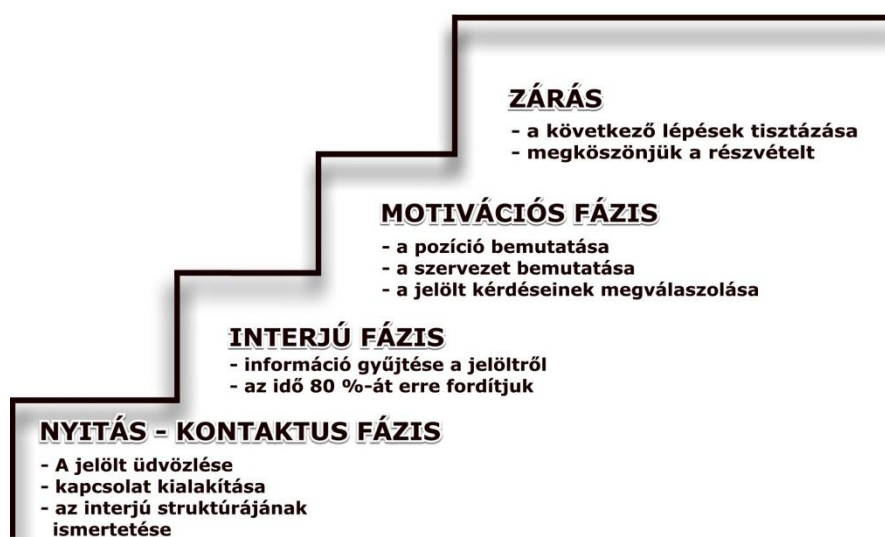 ZÁRÁS
- a következő lépések tisztázása
- megköszönjük a részvételt
MOTIVÁCIÓS FÁZIS
- a pozíció bemutatása
- a szervezet bemutatása
- a jelölt kérdéseinek megválaszolása
INTERJÚ FÁZIS
- információ gyűjtése a jelöltről
- az idő 80 %-át erre fordítjuk
NYITÁS - KONTAKTUS FÁZIS
- A jelölt üdvözlése
- kapcsolat kialakítása
- az interjú struktúrájának
ismertetése